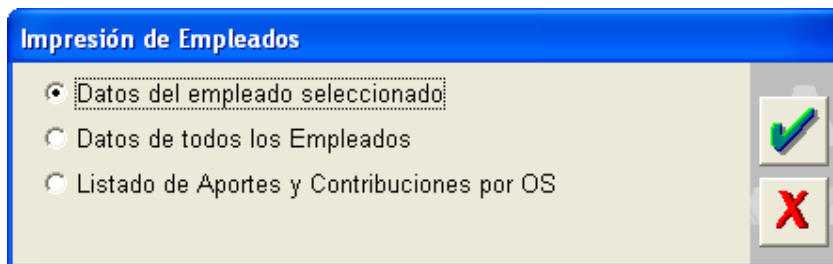 Impresión de Empleados
Datos del empleado seleccionado
Datos de todos los Empleados
Listado de Aportes y Contribuciones por OS